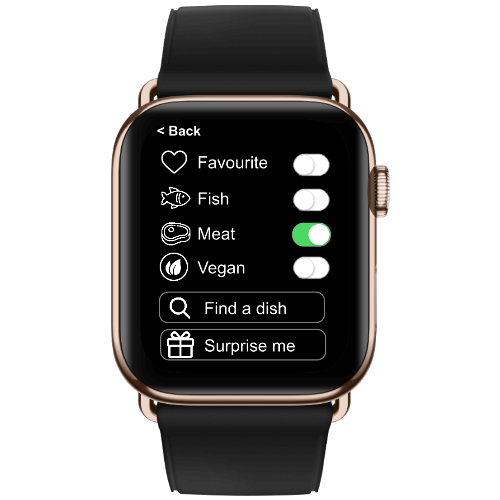 < Back
Favourite
Fish
Meat
Vegan
Find a dish
Surprise me